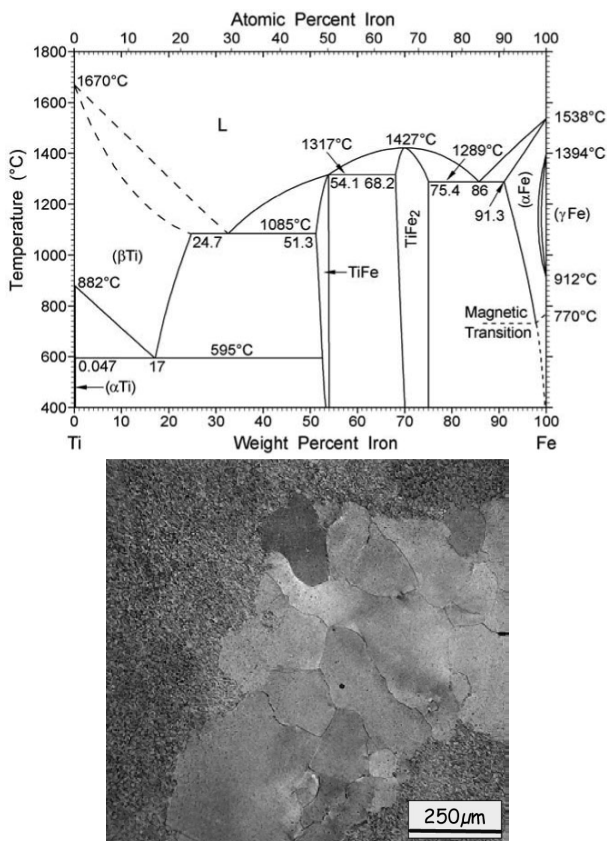 Atomic Percent Iron
0 10 20 30 40 50 60 70 80 90 100
1800
1600
1400
1200
1000
800
600
400
Temperature (°C)
1670°C
L
1427°C
1317°C
1289°C
1538°C
1394°C
54.1 68.2
75.4 86
91.3
(αFe)
(γFe)
1085°C
24.7 51.3
TiFe
TiFe2
(βTi)
882°C
912°C
770°C
Magnetic
Transition
595°C
0.047 17
(αTi)
0 10 20 30 40 50 60 70 80 90 100
Ti Weight Percent Iron Fe
250µm